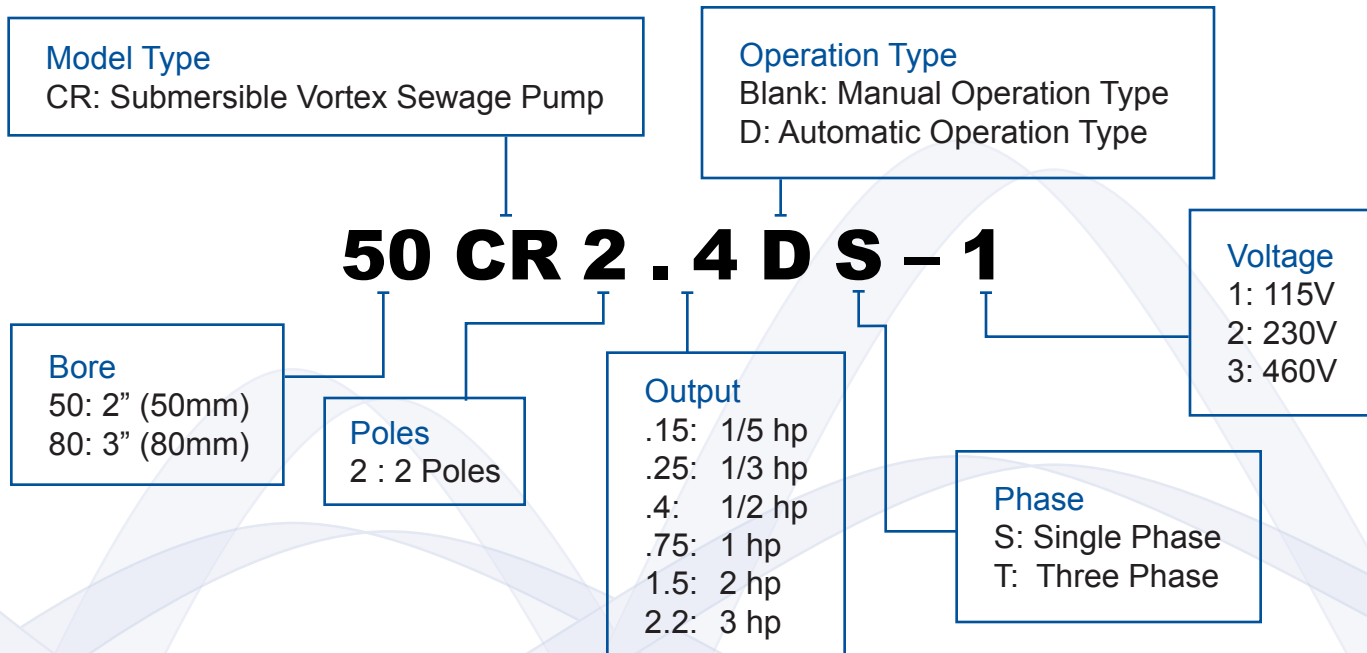 Model Type
CR: Submersible Vortex Sewage Pump
Operation Type
Blank: Manual Operation Type
D: Automatic Operation Type
50 CR 2 . 4 D S – 1
Voltage
1: 115V
2: 230V
3: 460V
Bore
50: 2” (50mm)
80: 3” (80mm)
Poles
2 : 2 Poles
Output
.15: 1/5 hp
.25: 1/3 hp
.4: 1/2 hp
.75: 1 hp
1.5: 2 hp
2.2: 3 hp
Phase
S: Single Phase
T: Three Phase